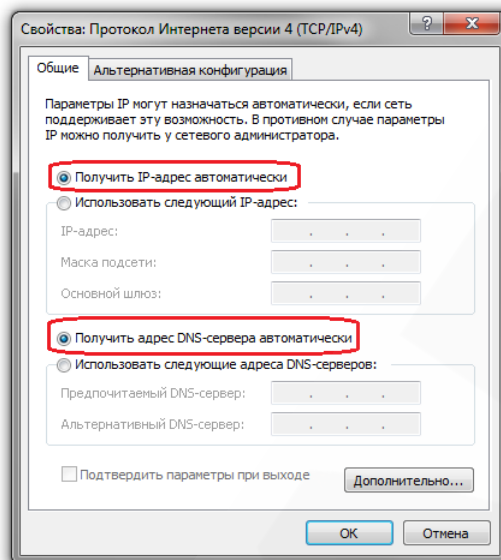 Свойства: Протокол Интернета версии 4 (TCP/IPv4)
Общие
Альтернативная конфигурация
Параметры IP могут назначаться автоматически, если сеть
поддерживает эту возможность. В противном случае параметры
IP можно получить у сетевого администратора.
Получить IP-адрес автоматически
Использовать следующий IP-адрес:
IP-адрес:
Маска подсети:
Основной шлюз:
Получить адрес DNS-сервера автоматически
Использовать следующие адреса DNS-серверов:
Предпочитаемый DNS-сервер:
Альтернативный DNS-сервер:
Подтвердить параметры при выходе
Дополнительно...
ОК
Отмена